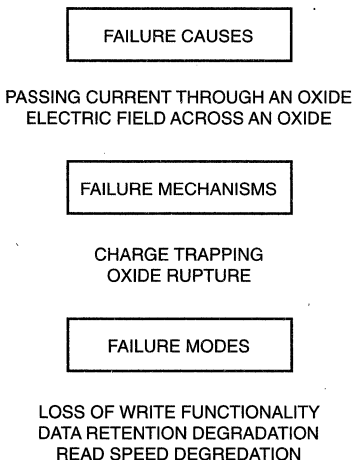 FAILURE CAUSES
PASSING CURRENT THROUGH AN OXIDE
ELECTRIC FIELD ACROSS AN OXIDE
FAILURE MECHANISMS
CHARGE TRAPPING
OXIDE RUPTURE
FAILURE MODES
LOSS OF WRITE FUNCTIONALITY
DATA RETENTION DEGRADATION
READ SPEED DEGREDATION